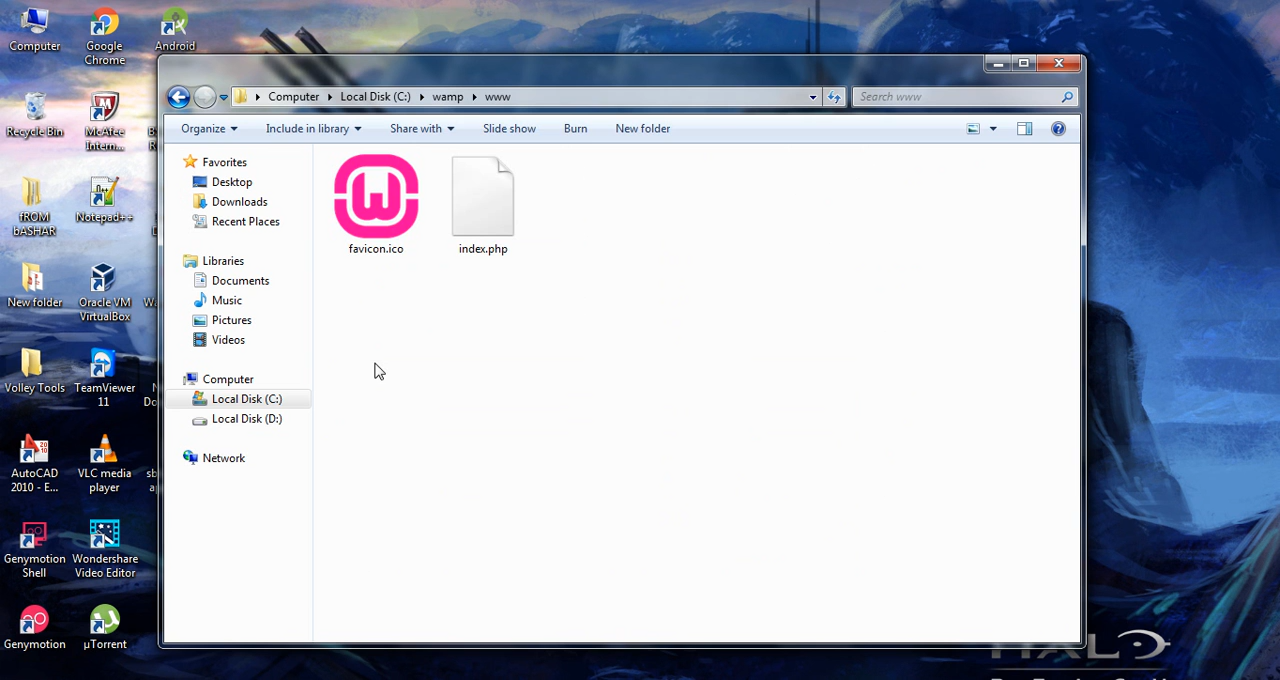 Computer
Google
Chrome
Android
Recycle Bin
McAfee
Intern...
fROM
bASHAR
Notepad++
New folder
Oracle VM
VirtualBox
Volley Tools
TeamViewer
11
AutoCAD
2010 - E...
VLC media
player
Genymotion
Shell
Wondershare
Video Editor
Genymotion
µTorrent
Computer
Local Disk (C:)
wamp
www
Search www
Organize
Include in library
Share with
Slide show
Burn
New folder
Favorites
Desktop
Downloads
Recent Places
Libraries
Documents
Music
Pictures
Videos
Computer
Local Disk (C:)
Local Disk (D:)
Network
favicon.ico
index.php
HALO